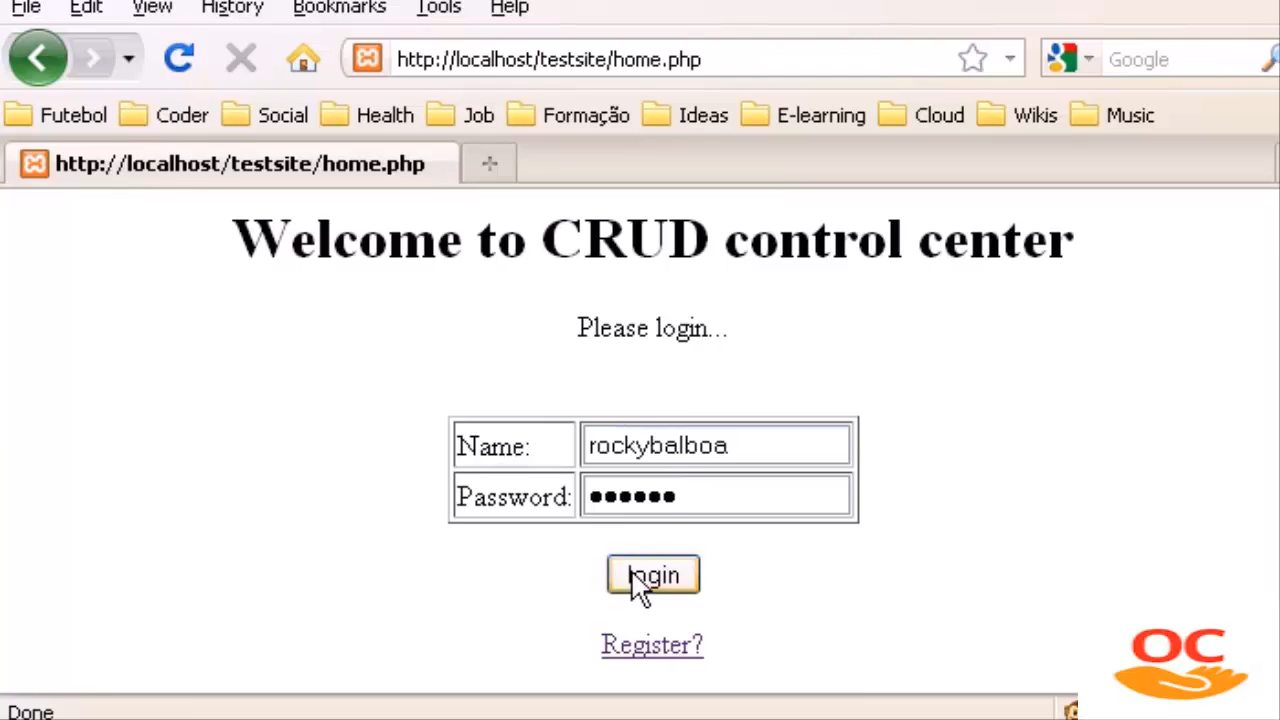 File Edit View History Bookmarks Tools Help
http://localhost/testsite/home.php Google
Futebol Coder Social Health Job Formação Ideas E-learning Cloud Wikis Music
http://localhost/testsite/home.php
Welcome to CRUD control center
Please login...
Name: rockybalboa
Password: ●●●●●●
login
Register?
OC
Done